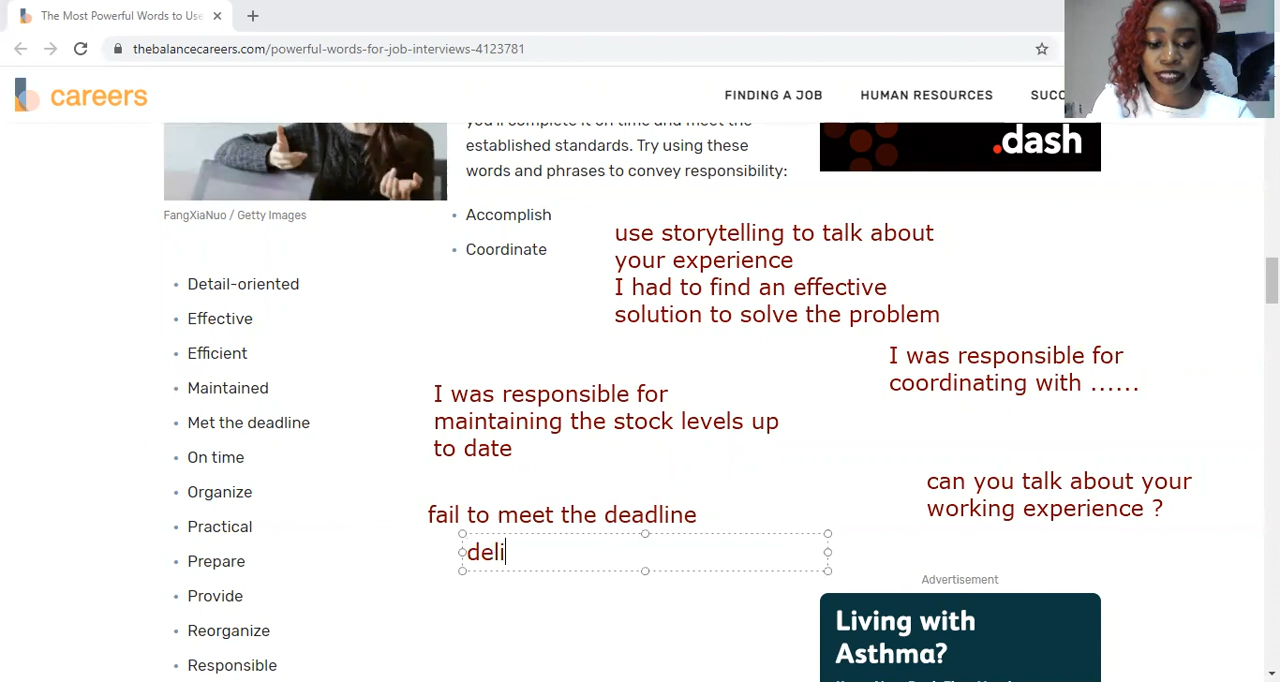 The Most Powerful Words to Use
thebalancecareers.com/powerful-words-for-job-interviews-4123781
careers
FINDING A JOB
HUMAN RESOURCES
you'll complete it on time and meet the
established standards. Try using these
words and phrases to convey responsibility:
.dash
FangXiaNuo / Getty Images
• Accomplish
• Coordinate
use storytelling to talk about
your experience
I had to find an effective
solution to solve the problem
• Detail-oriented
• Effective
• Efficient
• Maintained
• Met the deadline
• On time
• Organize
• Practical
• Prepare
• Provide
• Reorganize
• Responsible
I was responsible for
coordinating with ......
I was responsible for
maintaining the stock levels up
to date
can you talk about your
working experience ?
fail to meet the deadline
deli
Advertisement
Living with
Asthma?